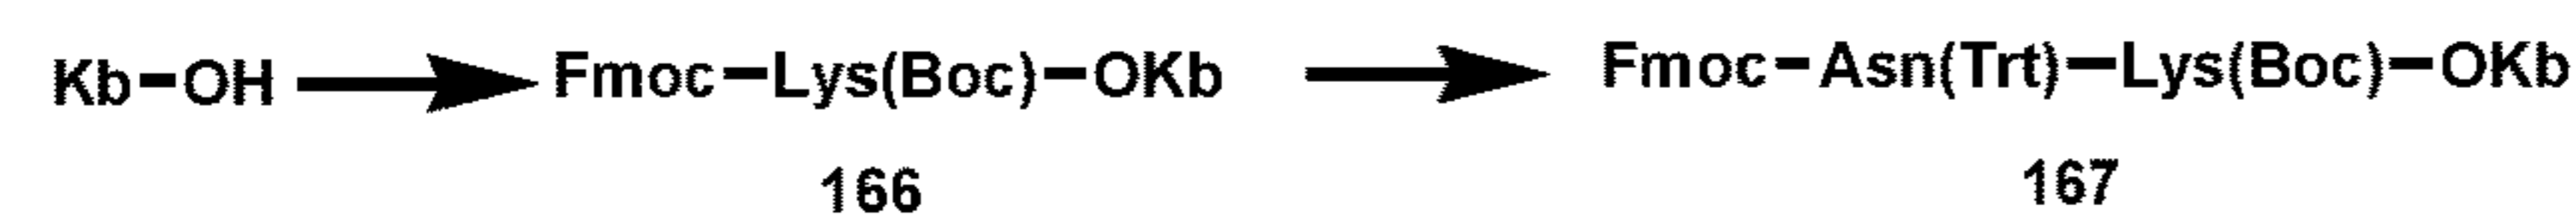 Kb-OH Fmoc-Lys(Boc)-OKb Fmoc-Asn(Trt)-Lys(Boc)-OKb
166 167